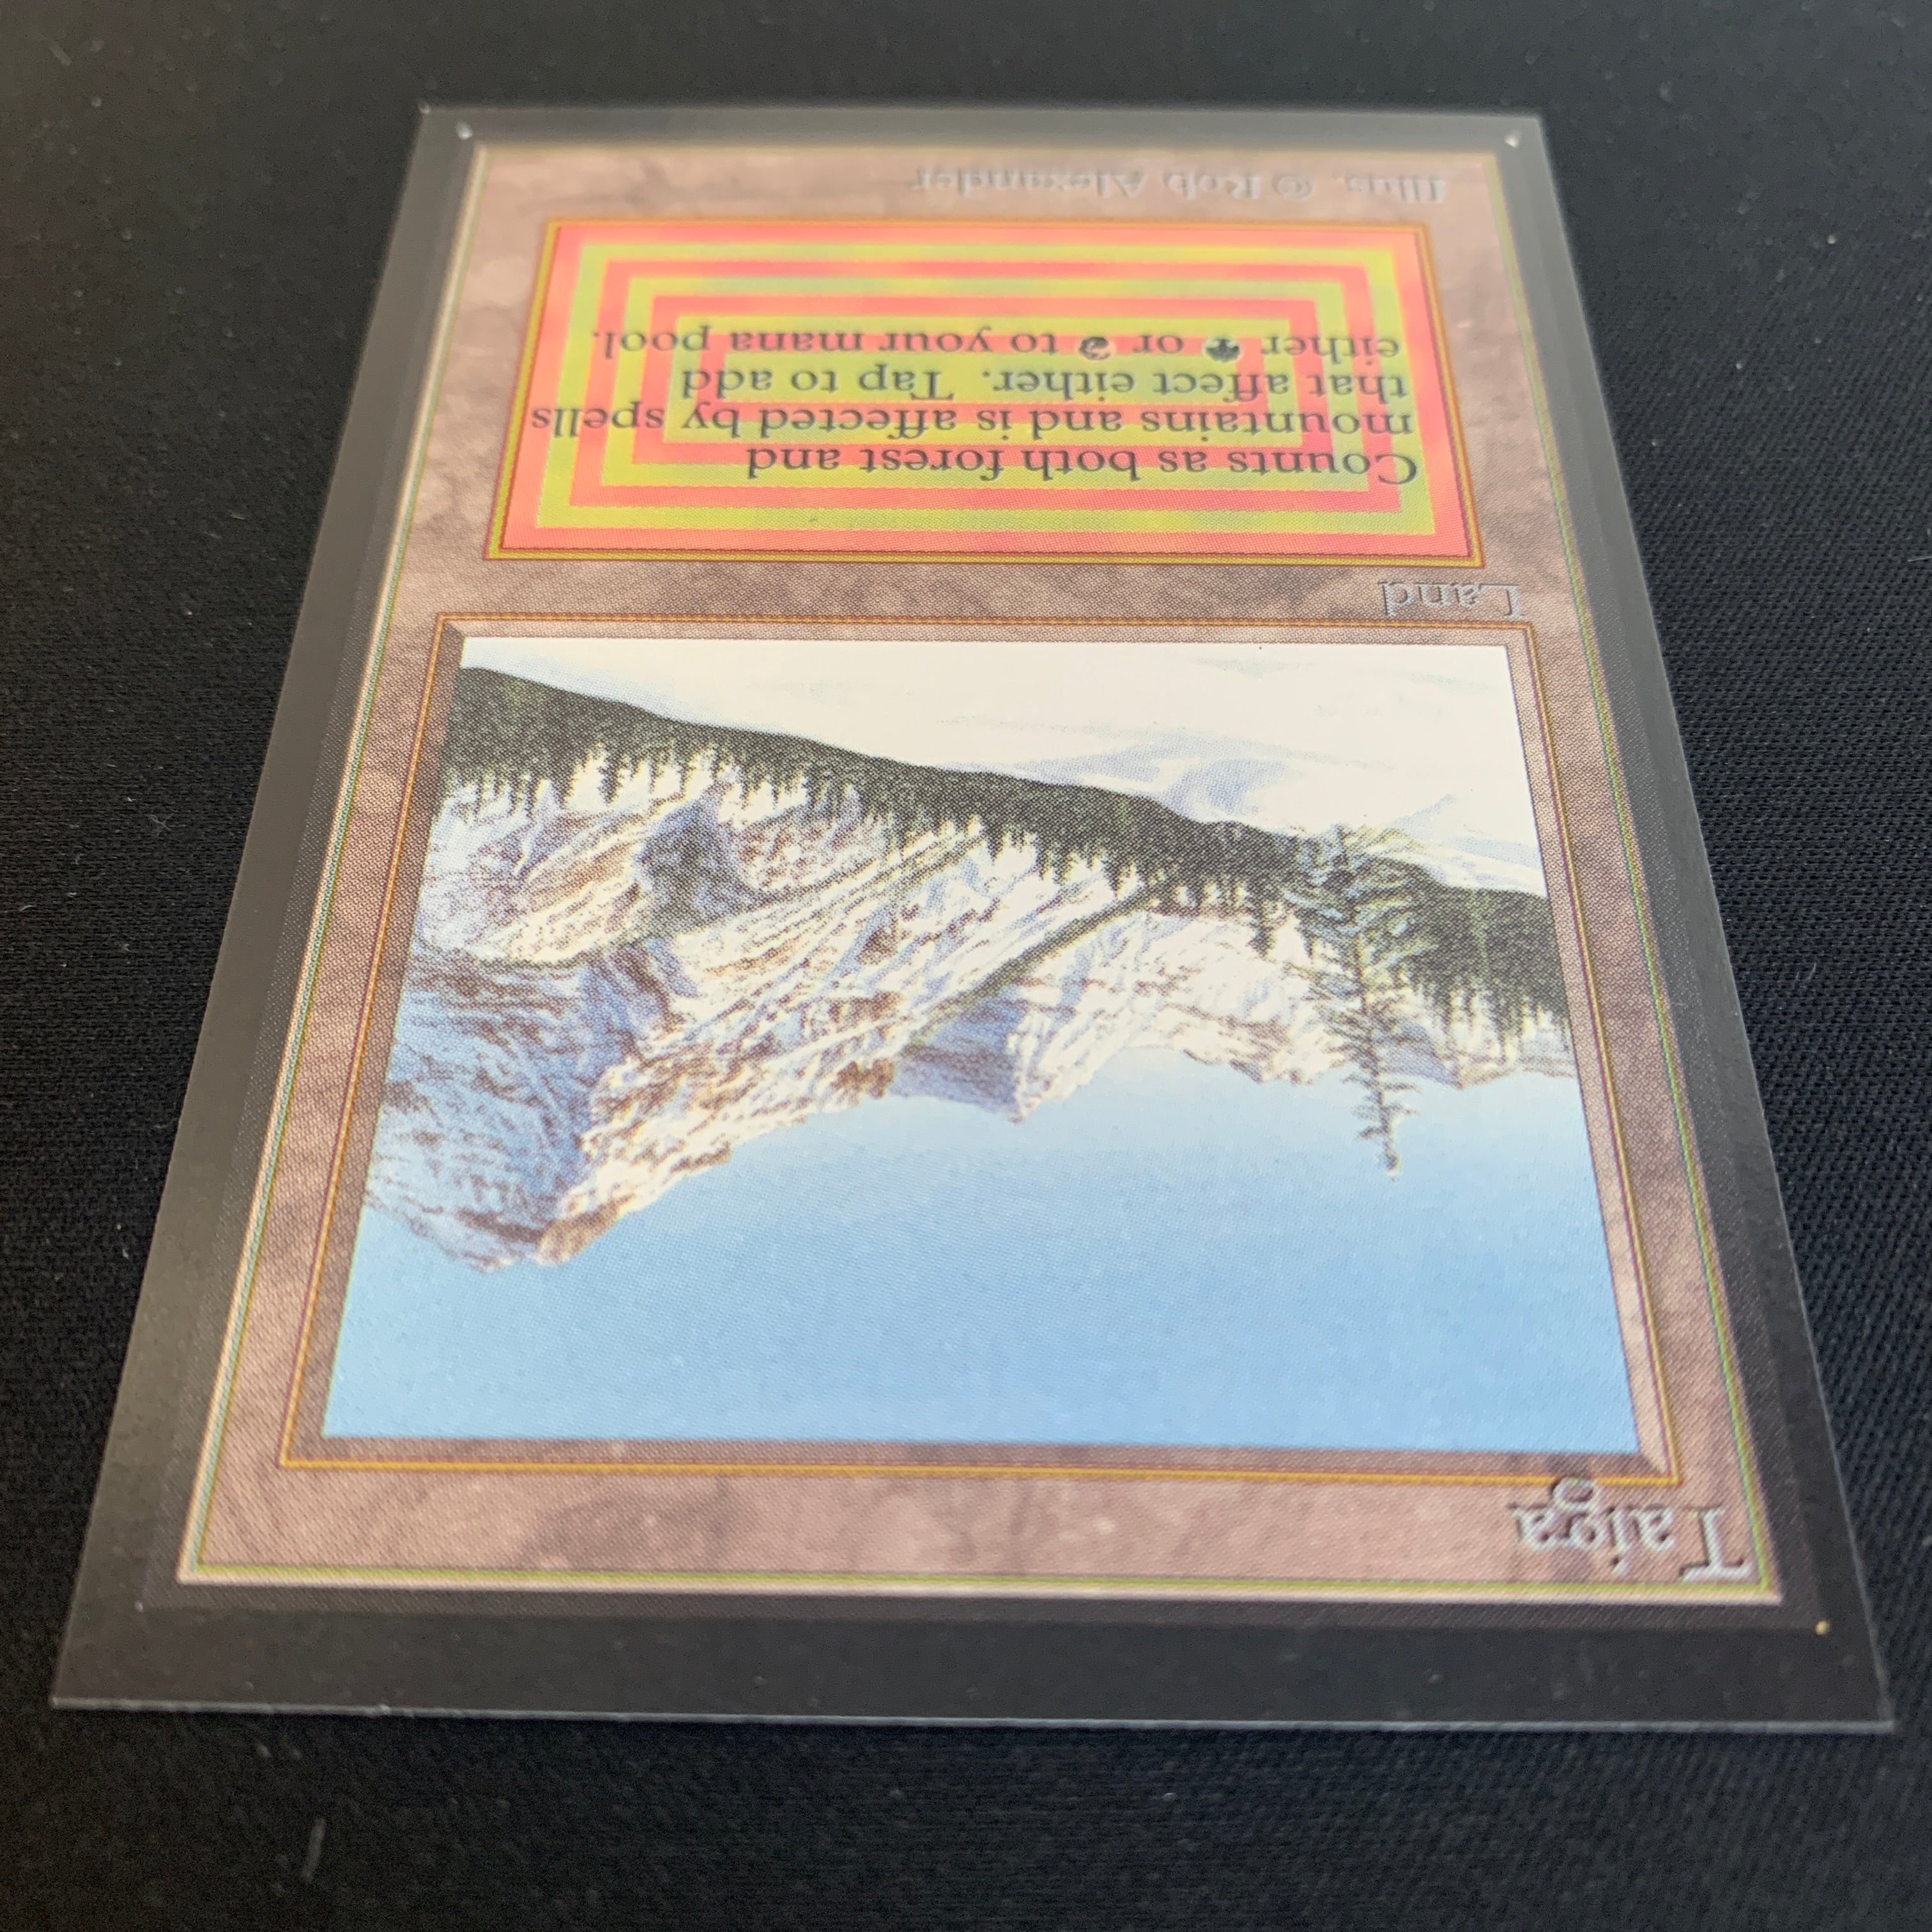 Taiga
Land
Counts as both forest and
mountains and is affected by spells
that affect either. Tap to add
either or to your mana pool.
Illus. © Rob Alexander